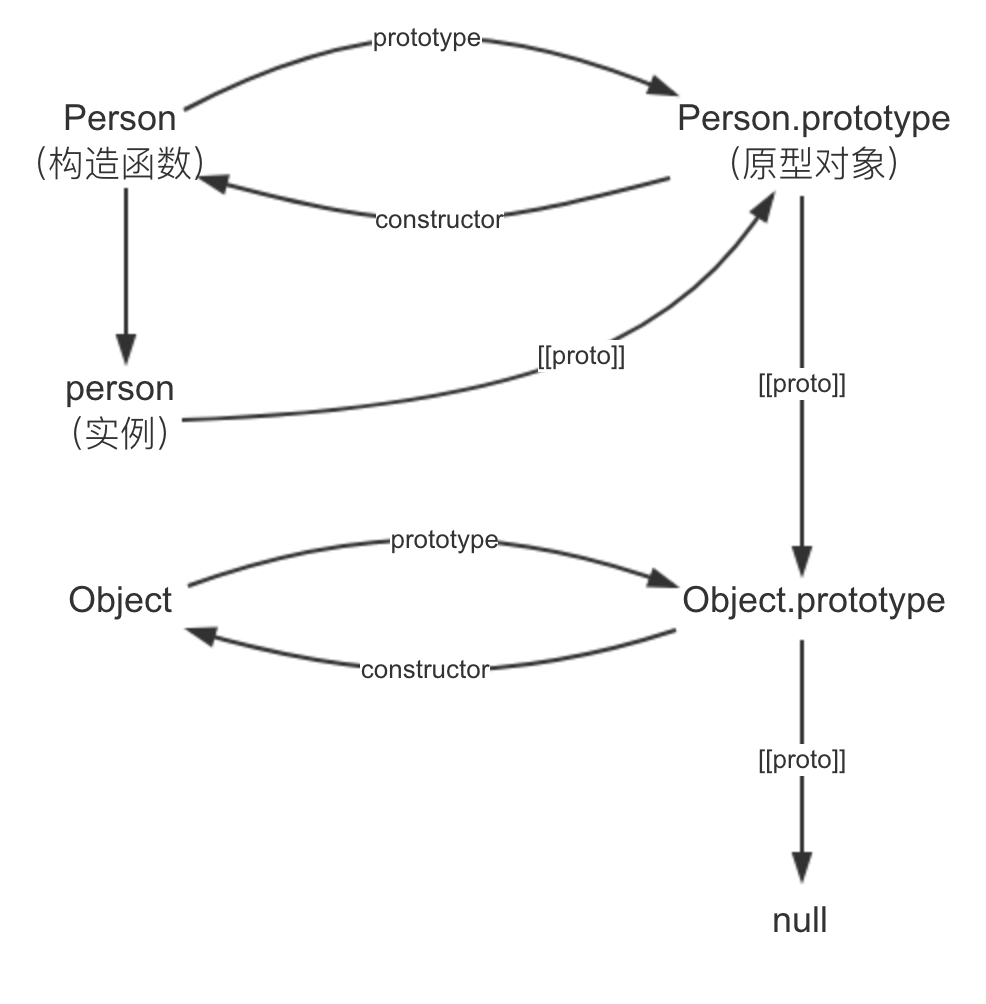 prototype
Person
(构造函数)
Person.prototype
(原型对象)
constructor
[[proto]]
[[proto]]
person
(实例)
prototype
Object
Object.prototype
constructor
[[proto]]
null